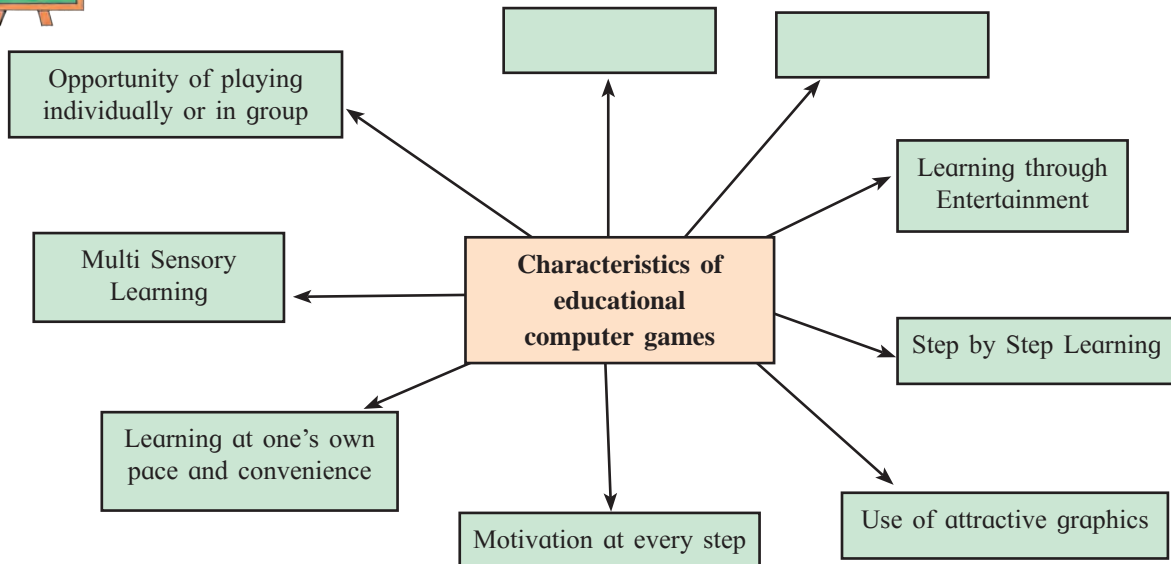 Opportunity of playing
individually or in group
Learning through
Entertainment
Multi Sensory
Learning
Characteristics of
educational
computer games
Step by Step Learning
Learning at one's own
pace and convenience
Motivation at every step
Use of attractive graphics